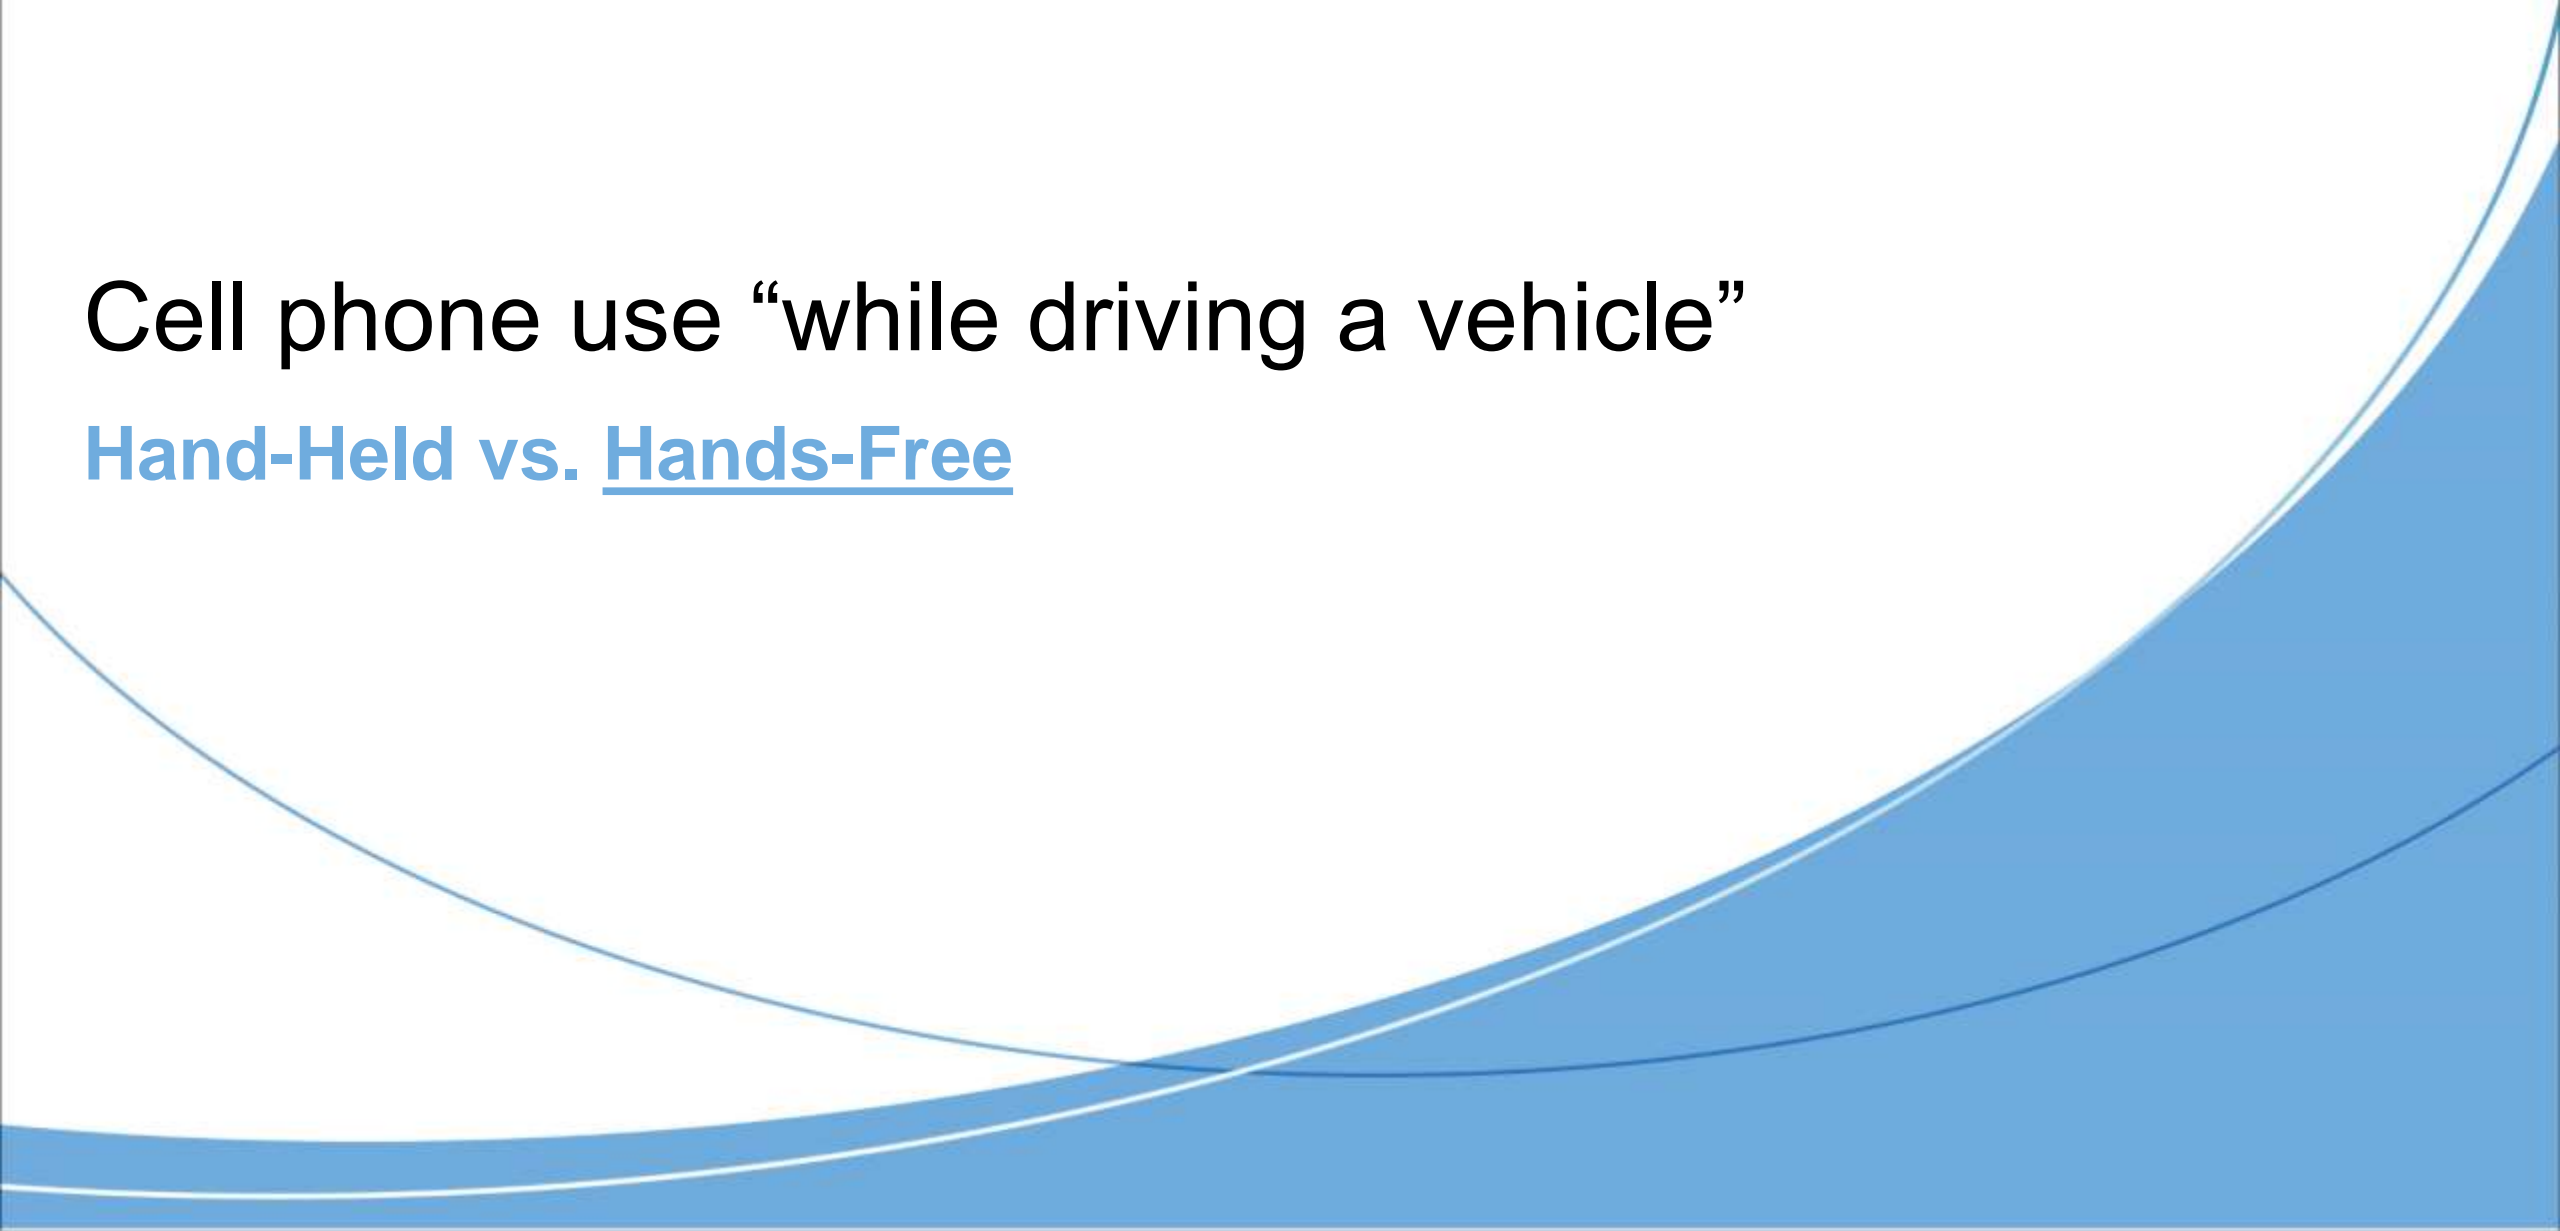 Cell phone use “while driving a vehicle”
Hand-Held vs. Hands-Free